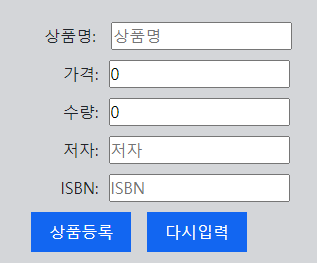 상품명: 상품명
가격: 0
수량: 0
저자: 저자
ISBN: ISBN
상품등록 다시입력